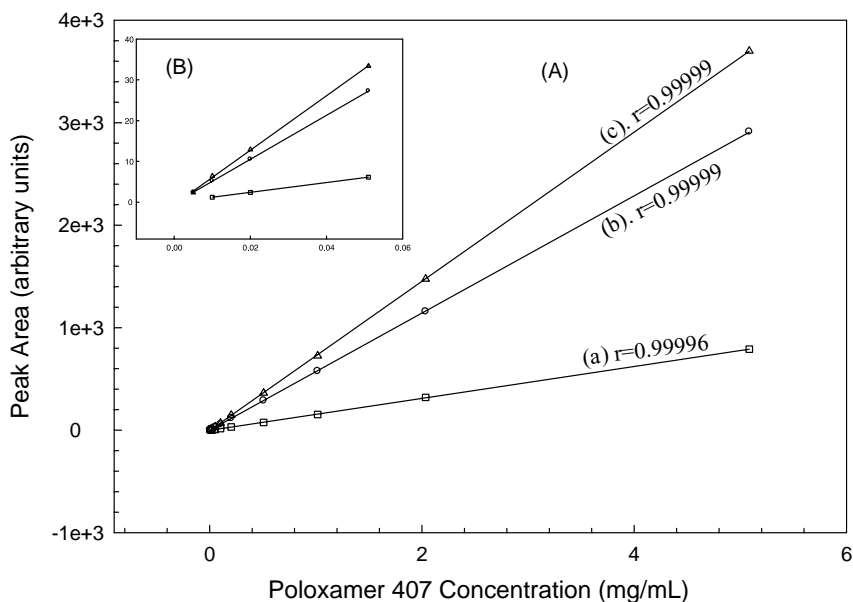 4e+3
3e+3
2e+3
1e+3
0
-1e+3
Peak Area (arbitrary units)
0
2
4
6
Poloxamer 407 Concentration (mg/mL)
(A)
(c). r=0.99999
(b). r=0.99999
(a) r=0.99996
(B)
40
30
20
10
0
0.00
0.02
0.04
0.06